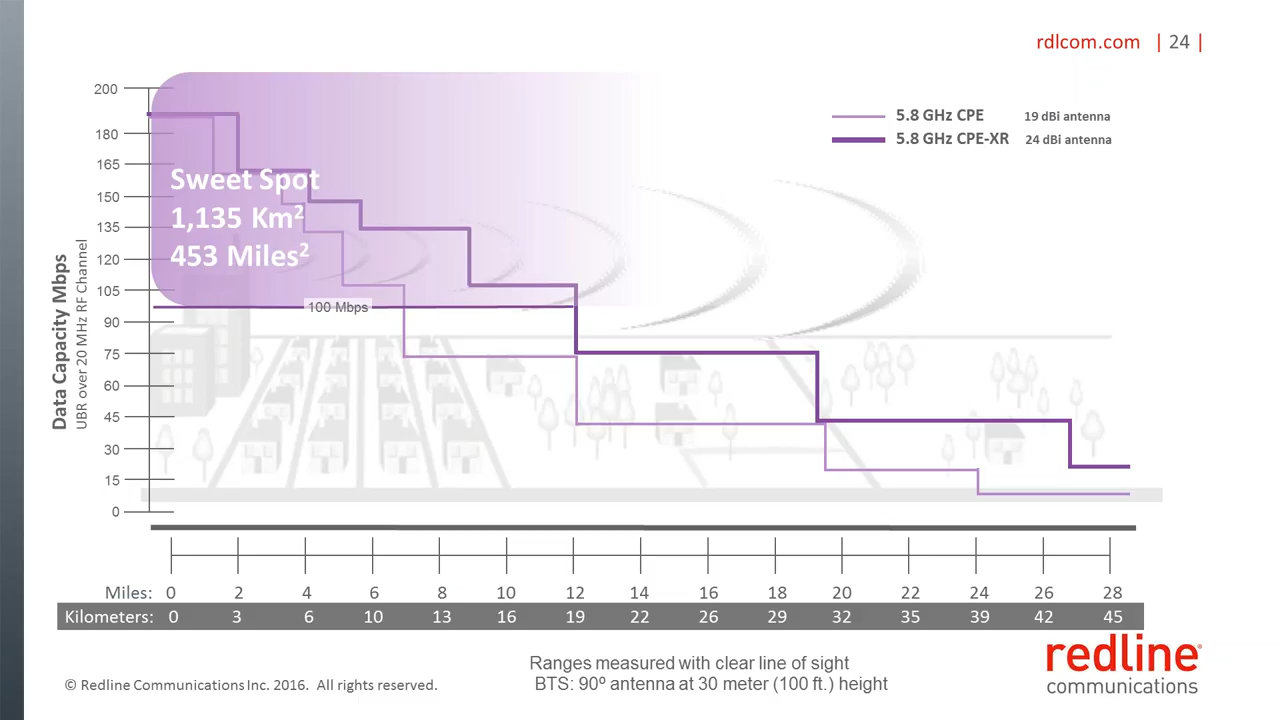 rdlcom.com | 24 |
200
180
165
150
135
120
105
90
75
60
45
30
15
0
Data Capacity Mbps
UBR over 20 MHz RF Channel
5.8 GHz CPE 19 dBi antenna
5.8 GHz CPE-XR 24 dBi antenna
Sweet Spot
1,135 Km²
453 Miles²
100 Mbps
Miles: 0 2 4 6 8 10 12 14 16 18 20 22 24 26 28
Kilometers: 0 3 6 10 13 16 19 22 26 29 32 35 39 42 45
Ranges measured with clear line of sight
BTS: 90º antenna at 30 meter (100 ft.) height
© Redline Communications Inc. 2016. All rights reserved.
redline
communications